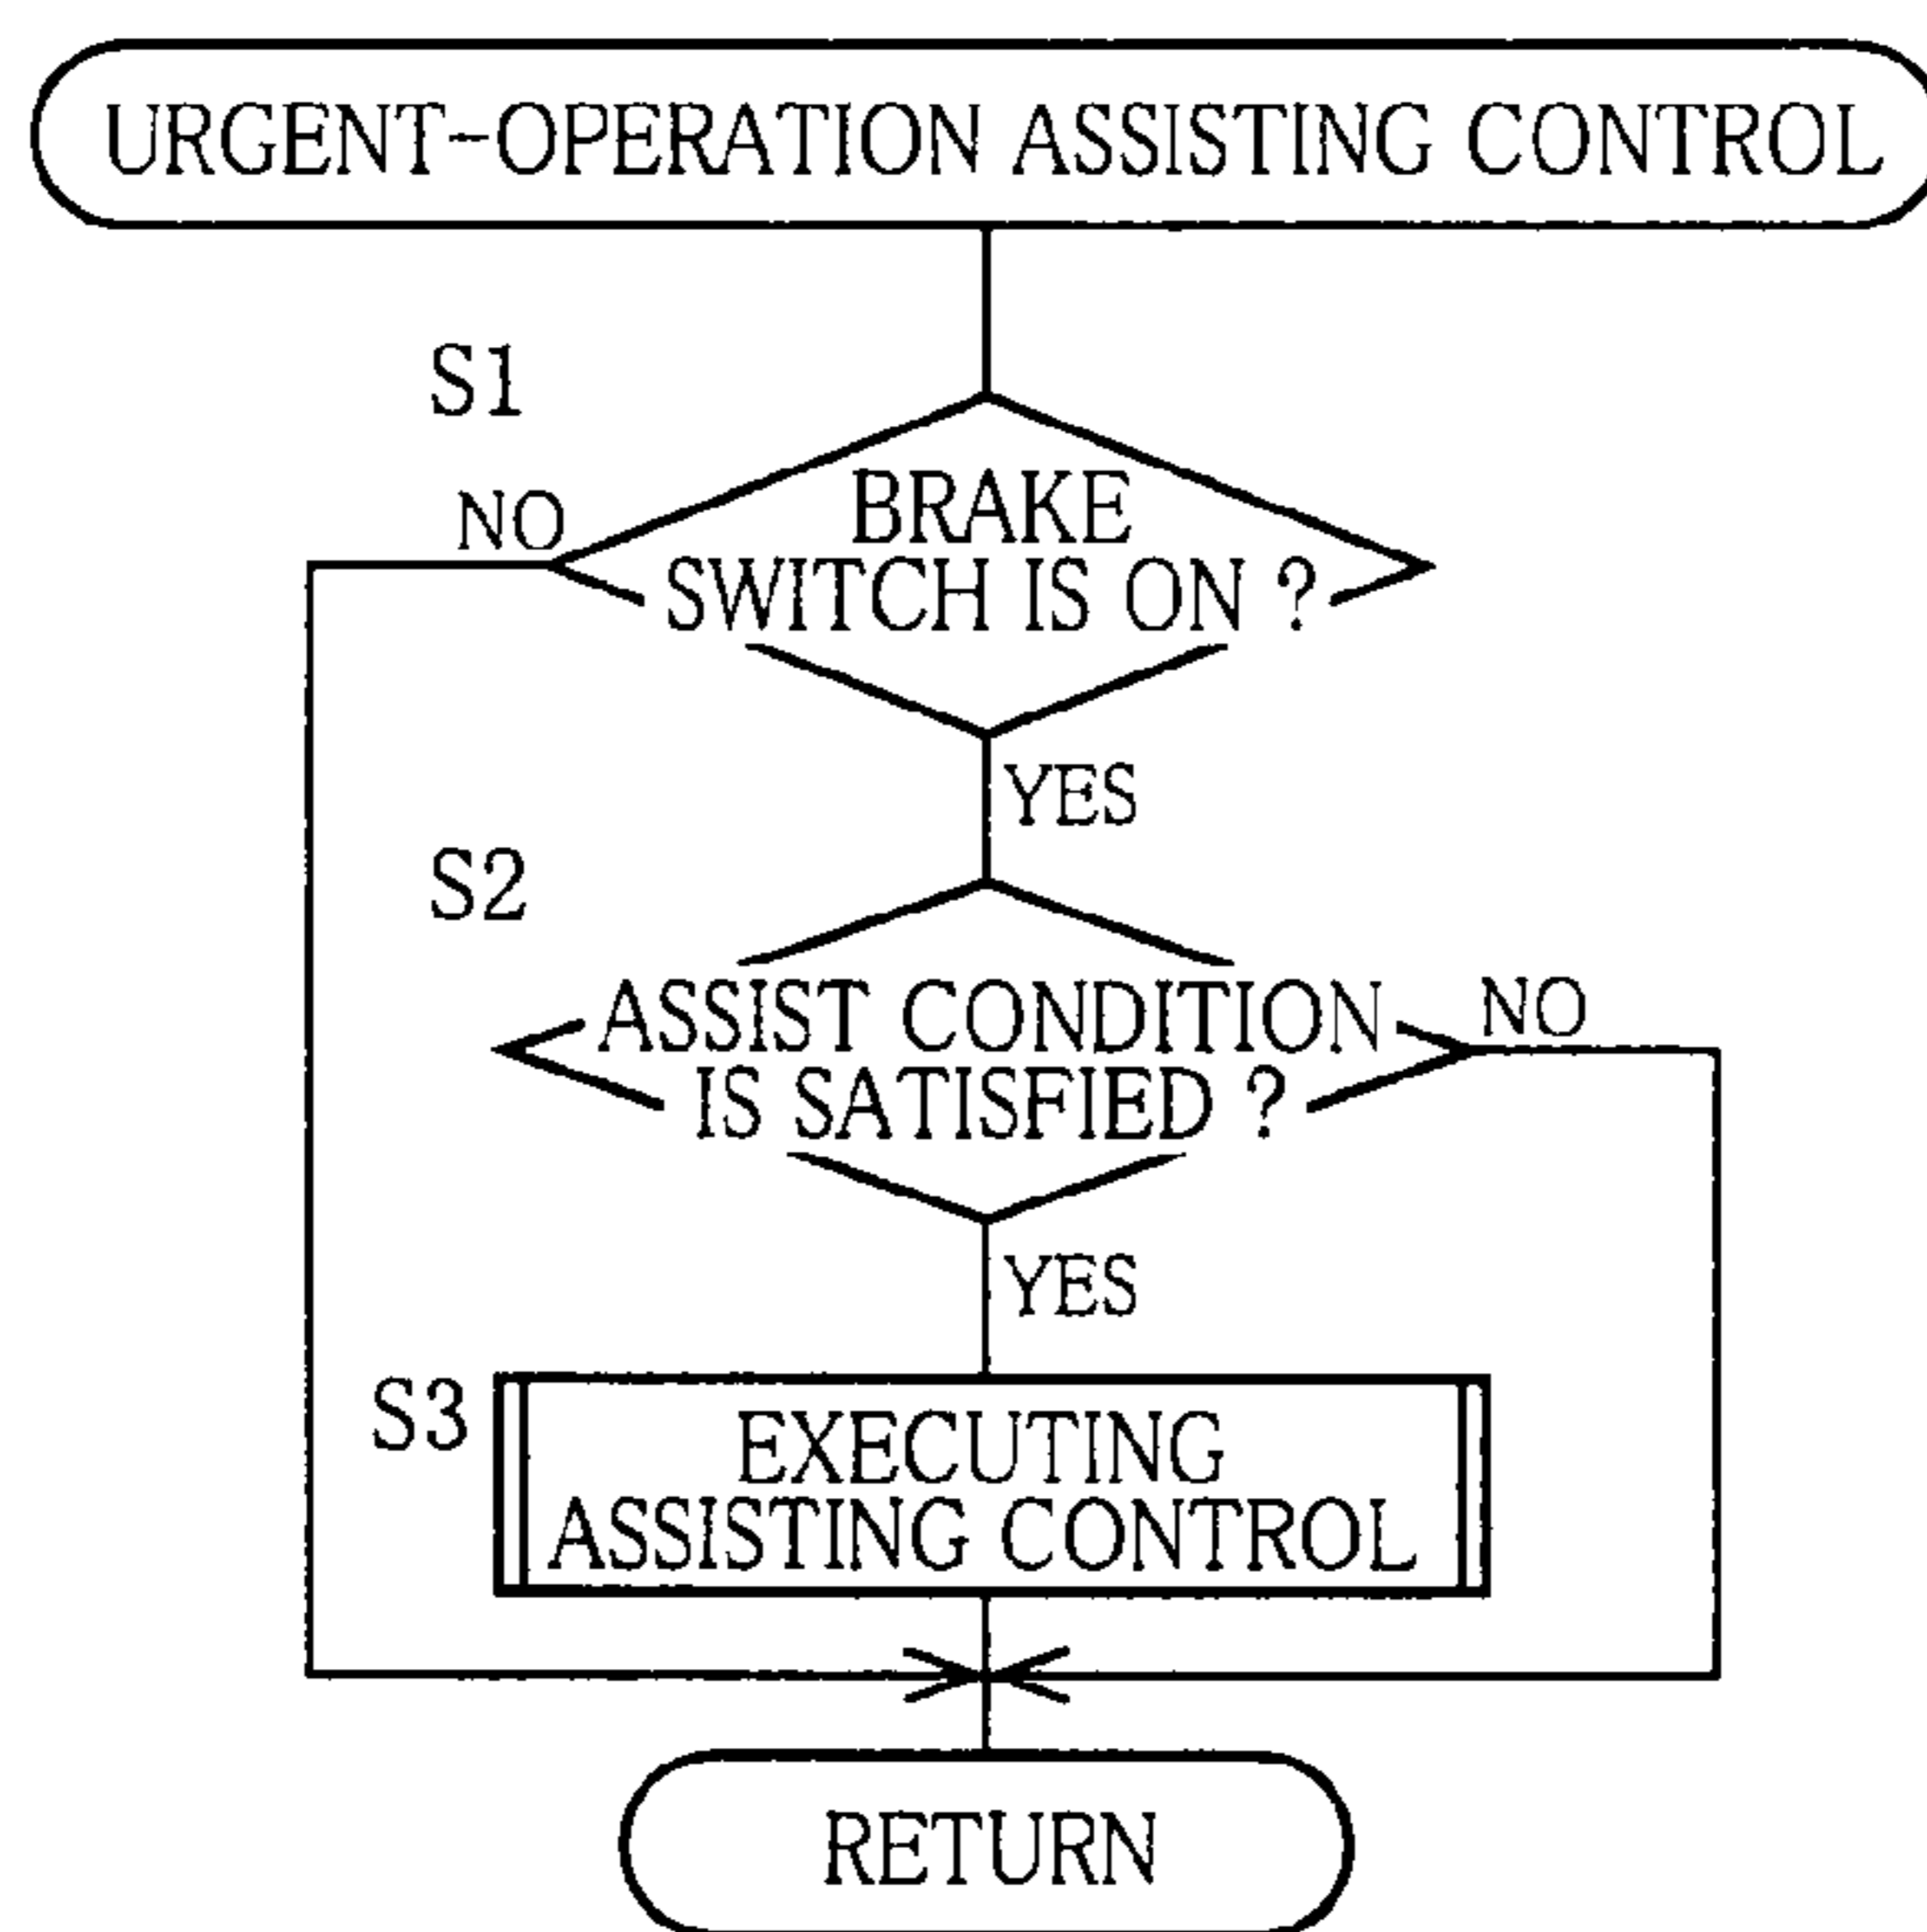 URGENT-OPERATION ASSISTING CONTROL
S1
NO
BRAKE
SWITCH IS ON ?
YES
S2
ASSIST CONDITION
IS SATISFIED ?
NO
YES
S3
EXECUTING
ASSISTING CONTROL
RETURN